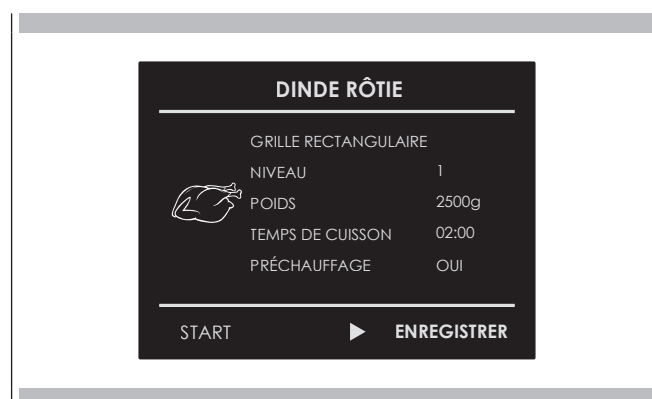 DINDE RÔTIE
GRILLE RECTANGULAIRE
NIVEAU 1
POIDS 2500g
TEMPS DE CUISSON 02:00
PRÉCHAUFFAGE OUI
START ▶ ENREGISTRER